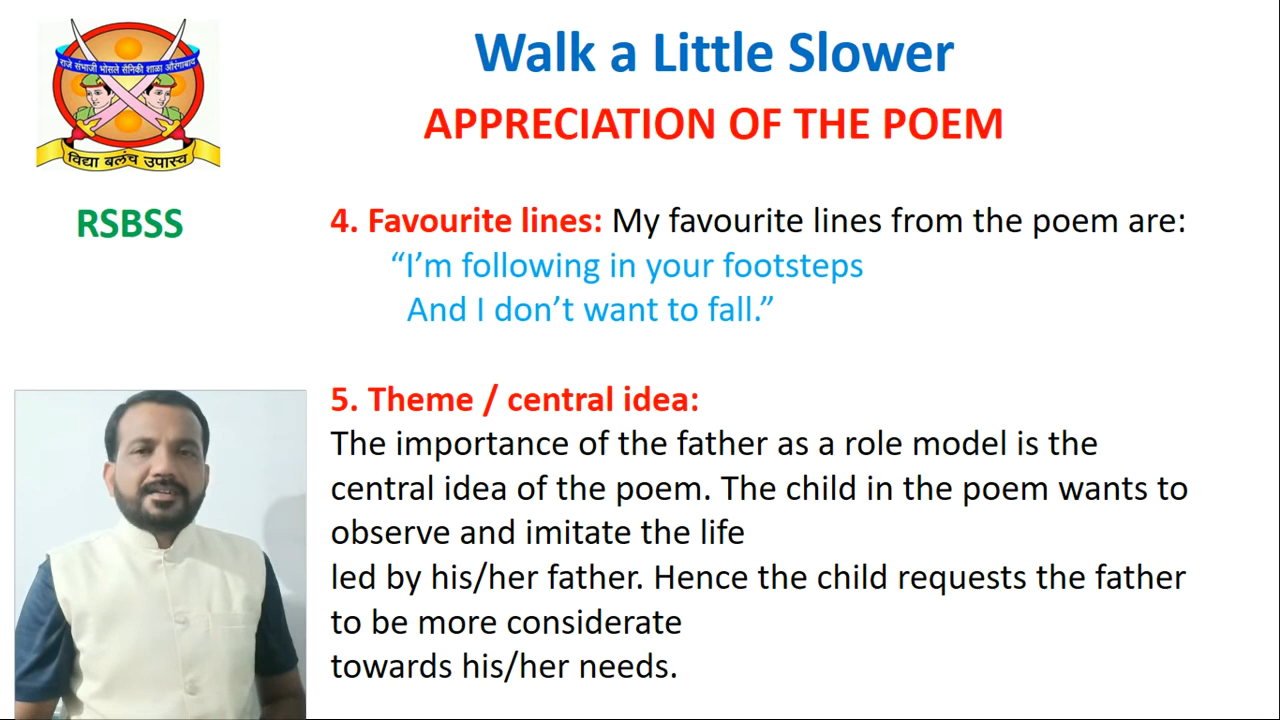 राजे संभाजी भोसले सैनिकी शाळा औरंगाबाद
विद्या बलंच उपास्व
RSBSS
Walk a Little Slower
APPRECIATION OF THE POEM
4. Favourite lines: My favourite lines from the poem are:
“I’m following in your footsteps
And I don’t want to fall.”
5. Theme / central idea:
The importance of the father as a role model is the
central idea of the poem. The child in the poem wants to
observe and imitate the life
led by his/her father. Hence the child requests the father
to be more considerate
towards his/her needs.